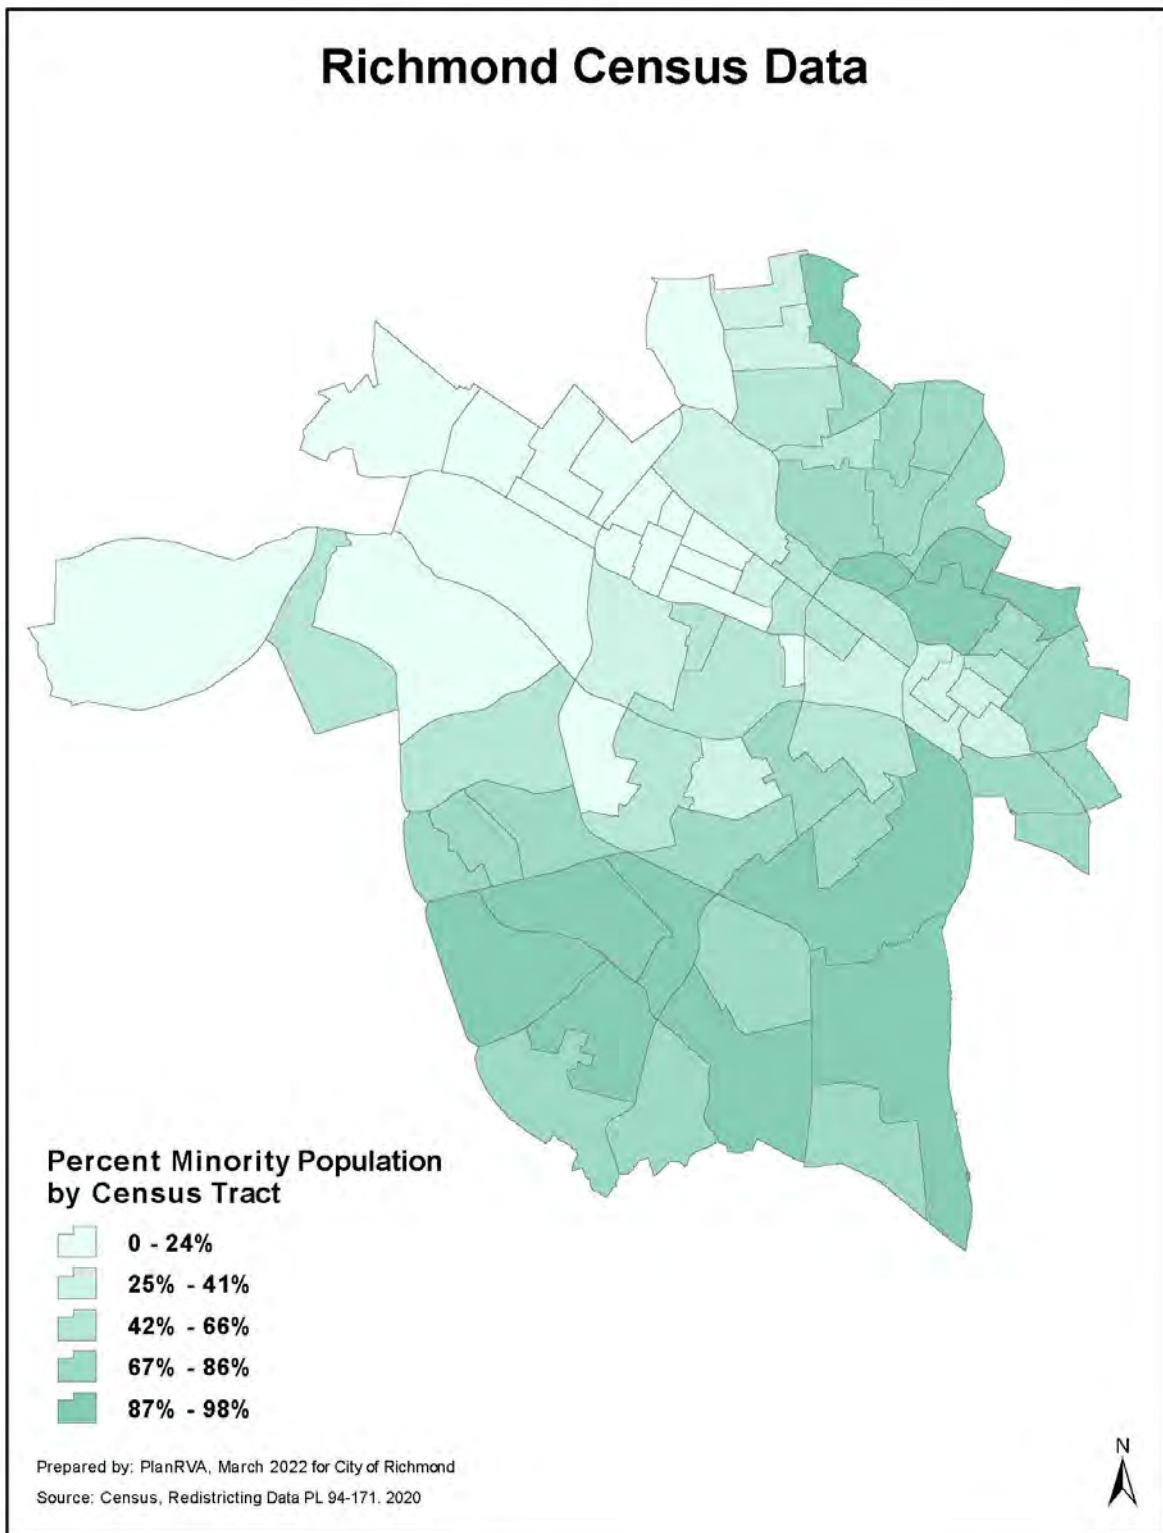 Richmond Census Data
Percent Minority Population
by Census Tract
0 - 24%
25% - 41%
42% - 66%
67% - 86%
87% - 98%
Prepared by: PlanRVA, March 2022 for City of Richmond
Source: Census, Redistricting Data PL 94-171. 2020
N